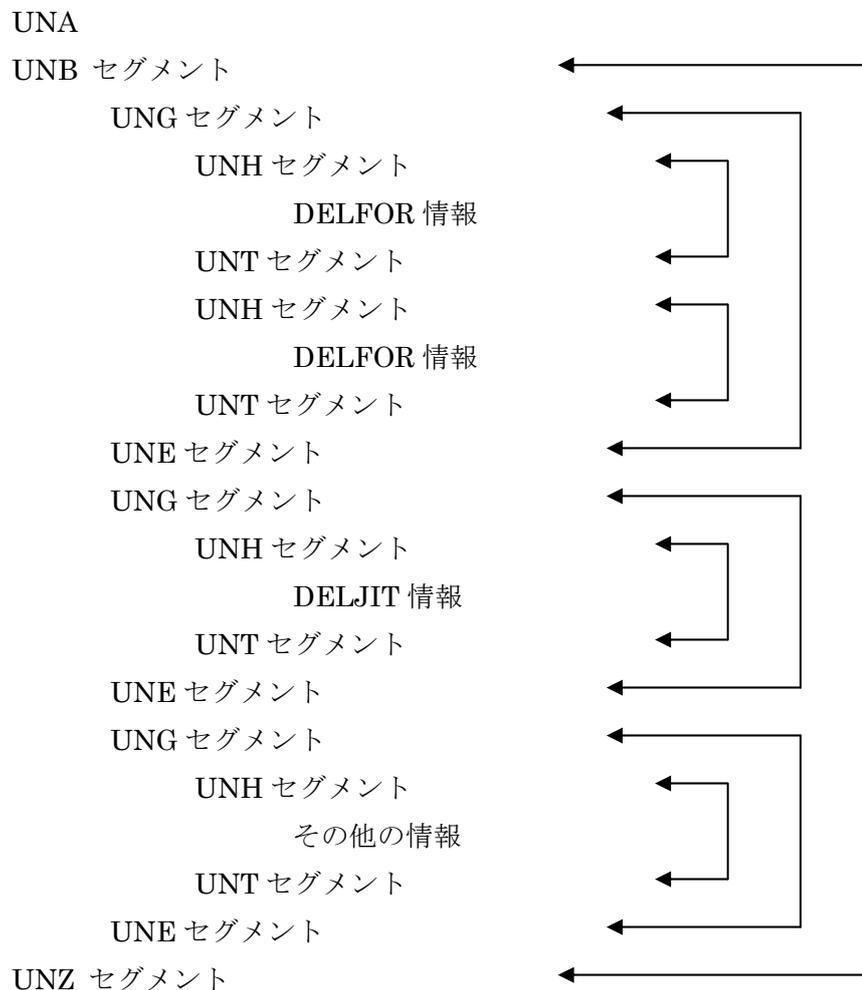 UNA
UNB セグメント
UNG セグメント
UNH セグメント
DELFOR 情報
UNT セグメント
UNH セグメント
DELFOR 情報
UNT セグメント
UNE セグメント
UNG セグメント
UNH セグメント
DELJIT 情報
UNT セグメント
UNE セグメント
UNG セグメント
UNH セグメント
その他の情報
UNT セグメント
UNE セグメント
UNZ セグメント